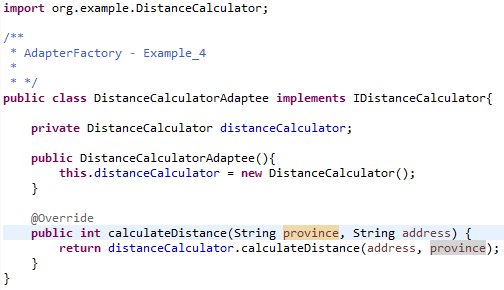 import org.example.DistanceCalculator;
/**
 * AdapterFactory - Example_4
 *
 * */
public class DistanceCalculatorAdaptee implements IDistanceCalculator{
    private DistanceCalculator distanceCalculator;
    public DistanceCalculatorAdaptee(){
        this.distanceCalculator = new DistanceCalculator();
    }
    @Override
    public int calculateDistance(String province, String address) {
        return distanceCalculator.calculateDistance(address, province);
    }
}